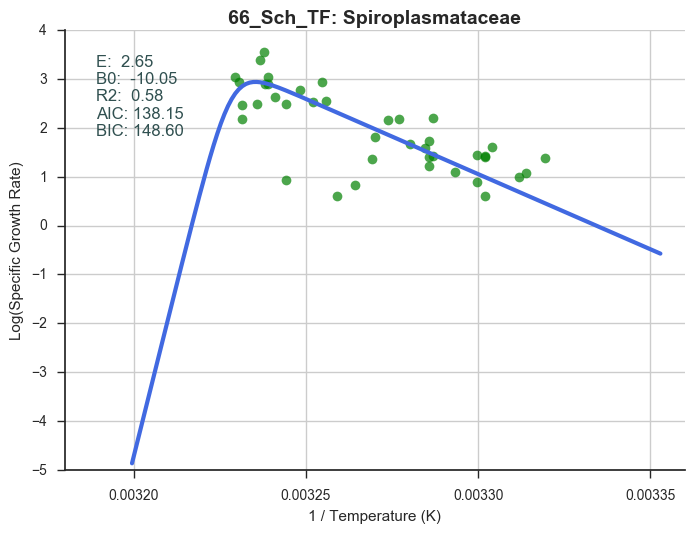 66_Sch_TF: Spiroplasmataceae
E:  2.65
B0:  -10.05
R2:  0.58
AIC: 138.15
BIC: 148.60
Log(Specific Growth Rate)
4
3
2
1
0
−1
−2
−3
−4
−5
0.00320 0.00325 0.00330 0.00335
1 / Temperature (K)